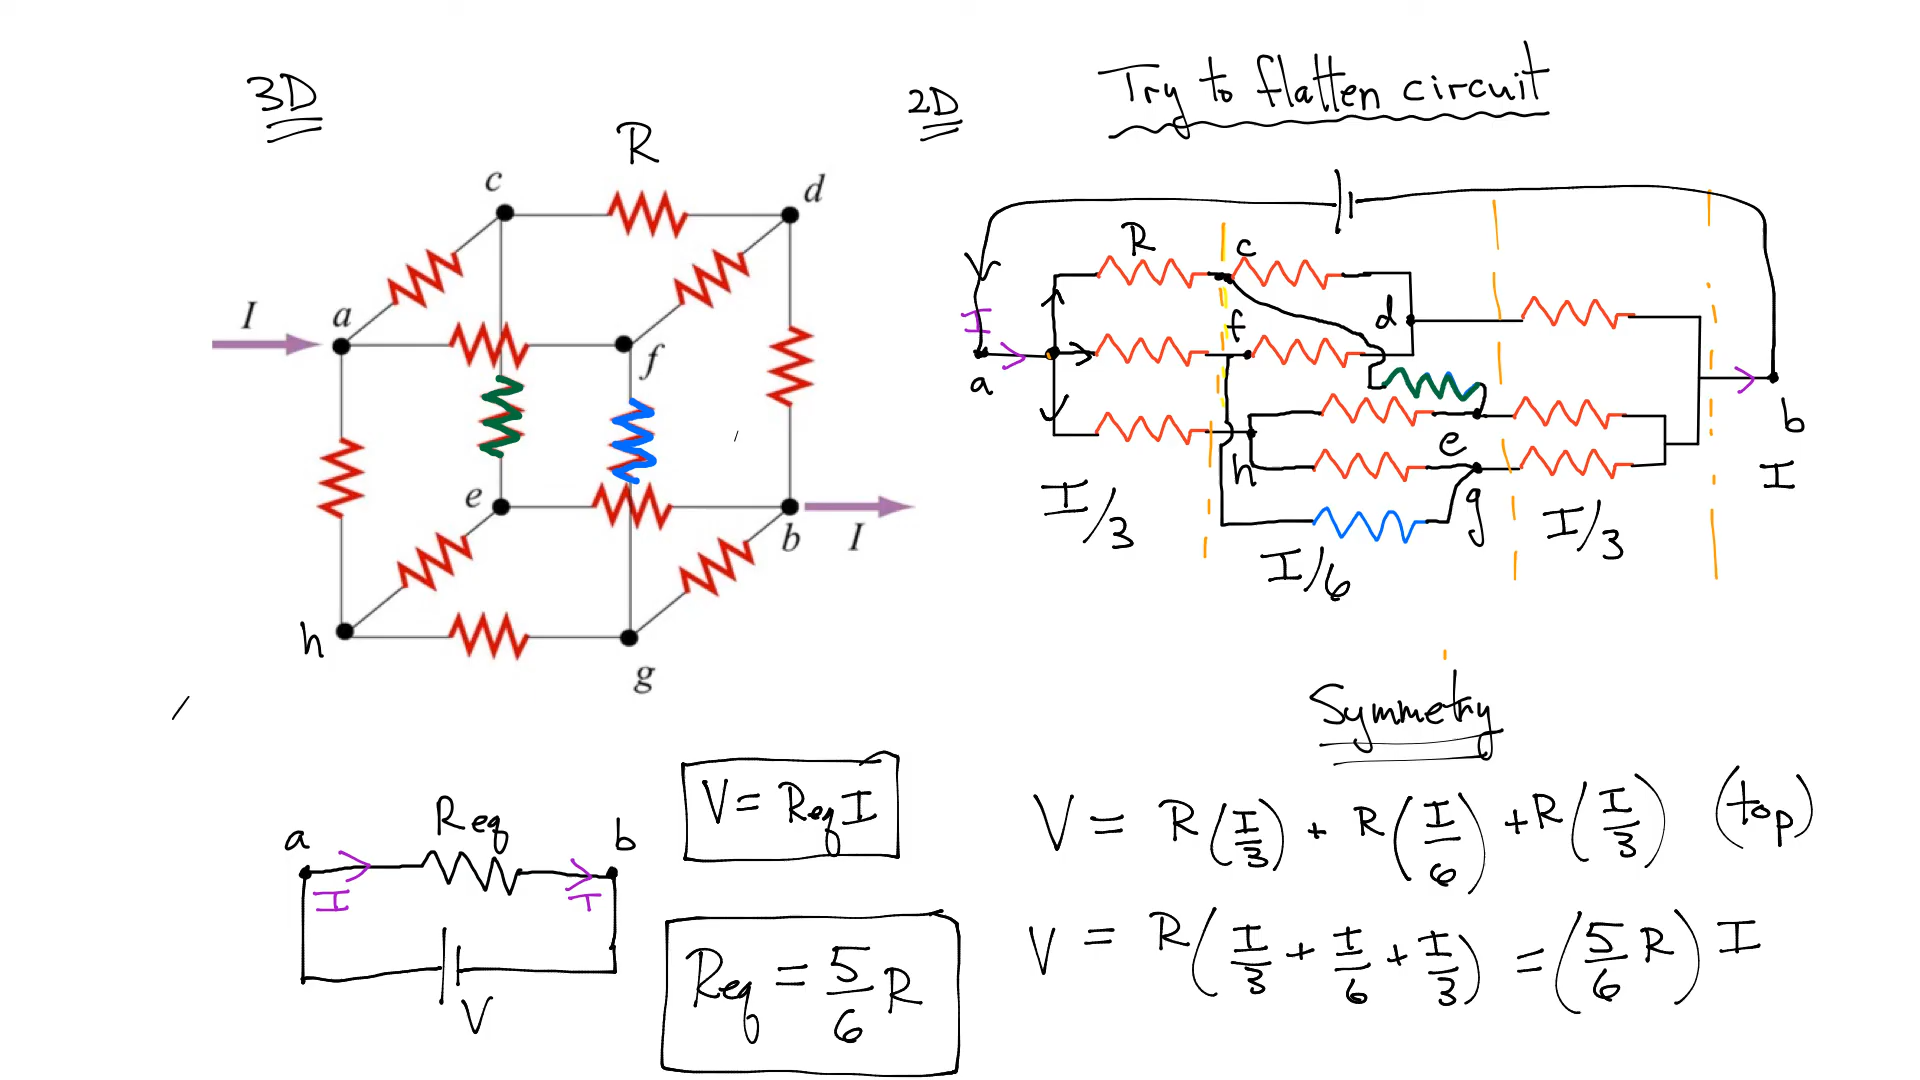 3D
R
c
d
I
a
f
e
b
I
h
g
2D
Try to flatten circuit
R
c
I
f
d
a
b
e
h
g
I
I/3
I/6
I/3
Symmetry
V = Req I
Req
a
b
I
I
V
Req = 5/6 R
V = R(I/3) + R(I/6) + R(I/3) (top)
V = R(I/3 + I/6 + I/3) = (5/6 R) I